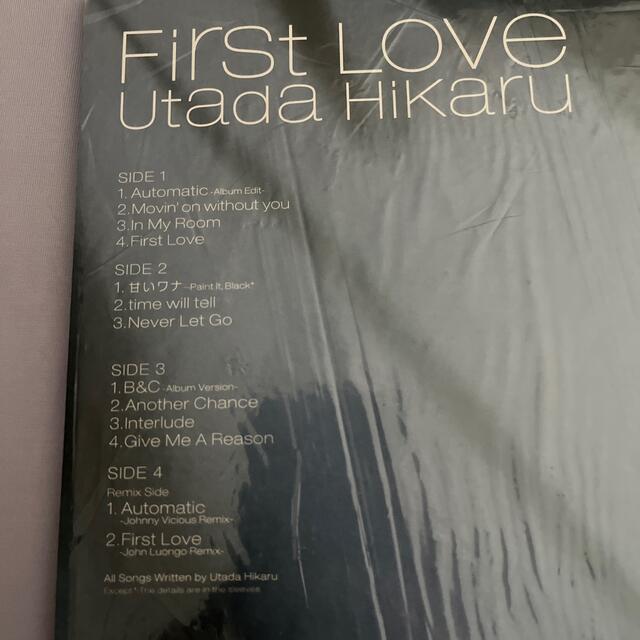 First Love
Utada Hikaru
SIDE 1
1. Automatic -Album Edit-
2. Movin' on without you
3. In My Room
4. First Love
SIDE 2
1. 甘いワナ -Paint It, Black*
2. time will tell
3. Never Let Go
SIDE 3
1. B&C -Album Version-
2. Another Chance
3. Interlude
4. Give Me A Reason
SIDE 4
Remix Side
1. Automatic
-Johnny Vicious Remix-
2. First Love
-John Luongo Remix-
All Songs Written by Utada Hikaru
Except * The details are in the sleeves.